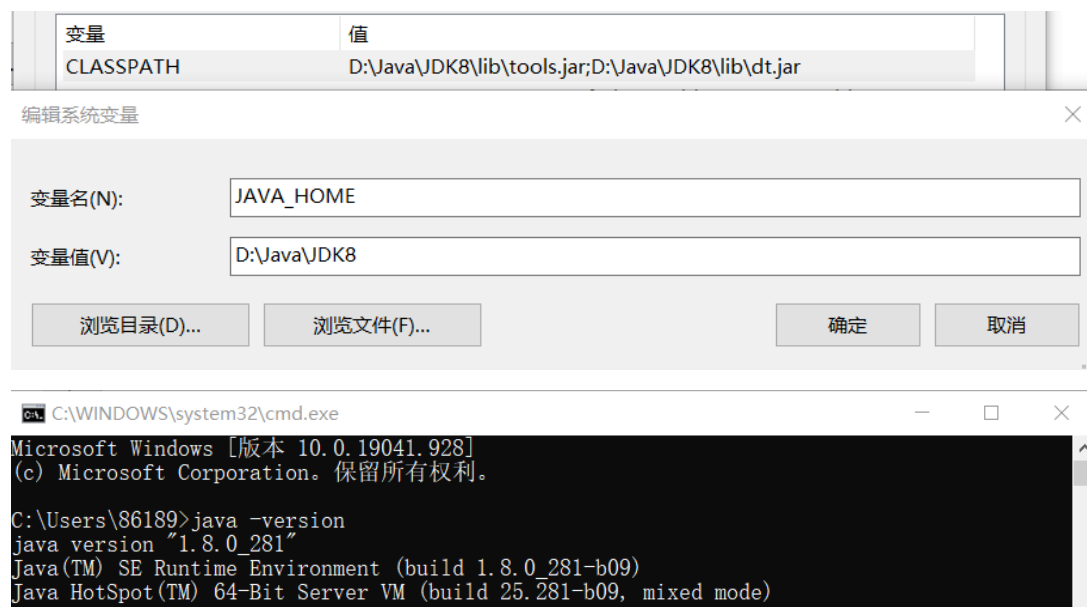 变量 值
CLASSPATH D:\Java\JDK8\lib\tools.jar;D:\Java\JDK8\lib\dt.jar
编辑系统变量
变量名(N): JAVA_HOME
变量值(V): D:\Java\JDK8
浏览目录(D)... 浏览文件(F)... 确定 取消
C:\WINDOWS\system32\cmd.exe
Microsoft Windows [版本 10.0.19041.928]
(c) Microsoft Corporation。保留所有权利。
C:\Users\86189>java -version
java version "1.8.0_281"
Java(TM) SE Runtime Environment (build 1.8.0_281-b09)
Java HotSpot(TM) 64-Bit Server VM (build 25.281-b09, mixed mode)